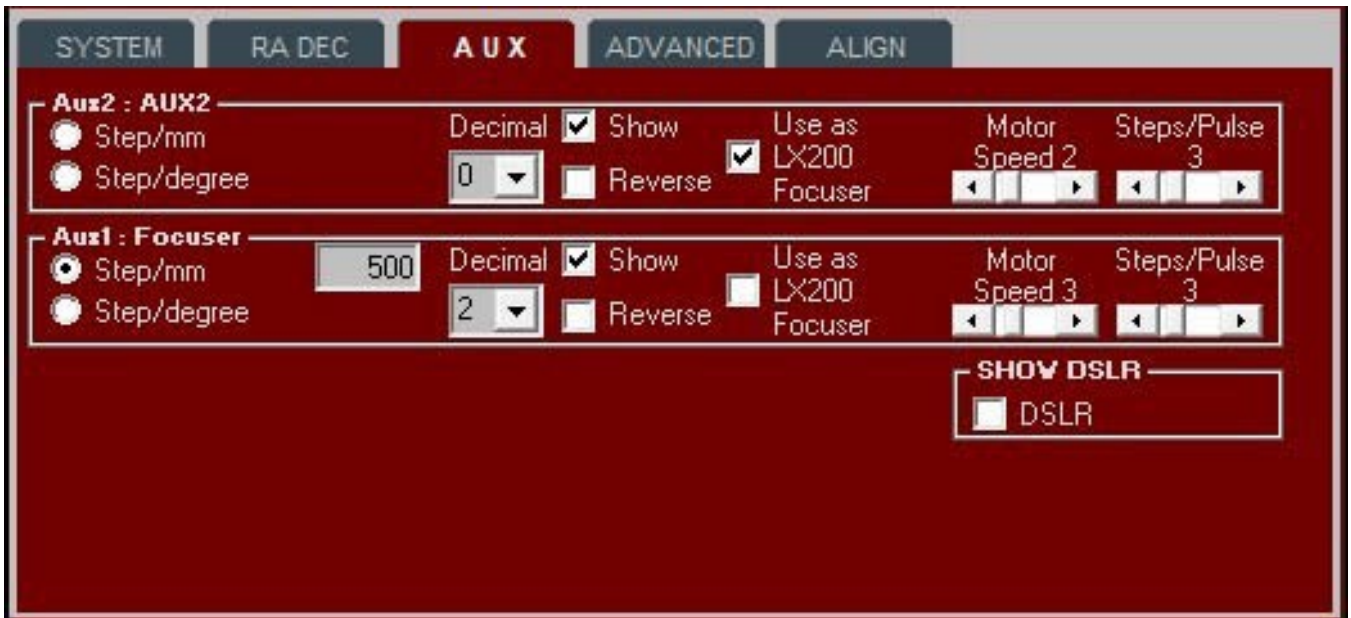 SYSTEM RA DEC A U X ADVANCED ALIGN
Aux2 : AUX2
Step/mm
Step/degree
Decimal
0
Show
Reverse
Use as
LX200
Focuser
Motor
Speed 2
Steps/Pulse
3
Aux1 : Focuser
Step/mm
500
Step/degree
Decimal
2
Show
Reverse
Use as
LX200
Focuser
Motor
Speed 3
Steps/Pulse
3
SHOW DSLR
DSLR